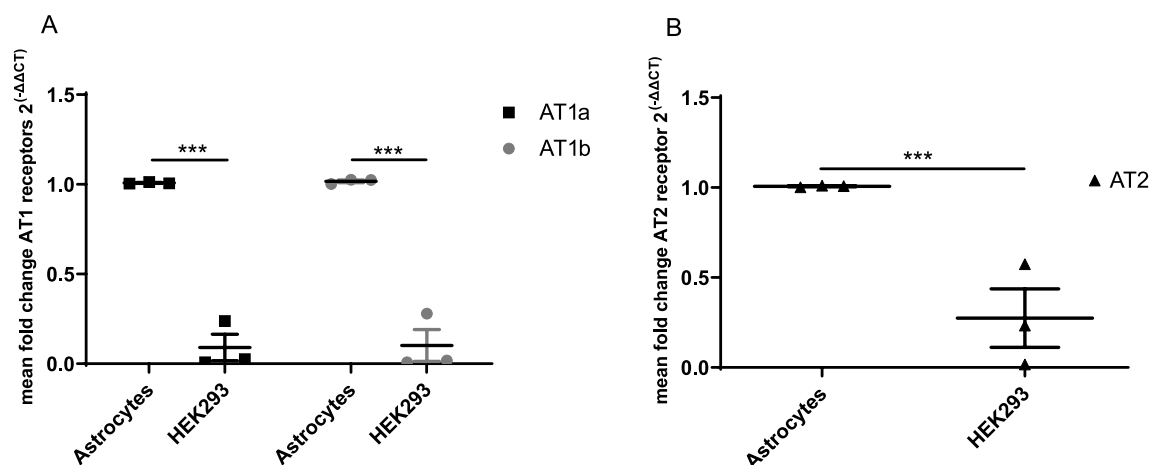 A
mean fold change AT1 receptors 2(-ΔΔCT)
1.5
1.0
0.5
0.0
***
***
AT1a
AT1b
Astrocytes
HEK293
Astrocytes
HEK293
B
mean fold change AT2 receptor 2(-ΔΔCT)
1.5
1.0
0.5
0.0
***
AT2
Astrocytes
HEK293